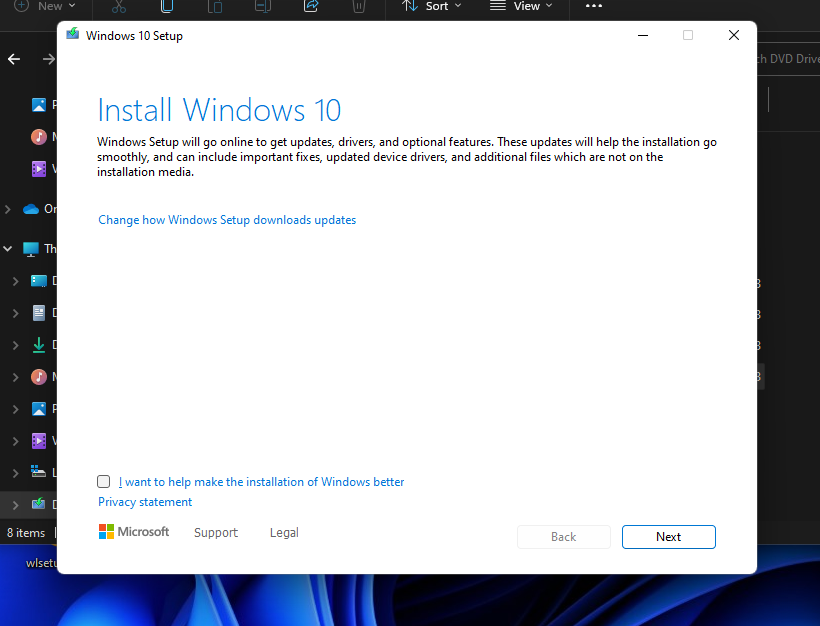 New
Sort
View
Windows 10 Setup
ch DVD Drive
Install Windows 10
Windows Setup will go online to get updates, drivers, and optional features. These updates will help the installation go
smoothly, and can include important fixes, updated device drivers, and additional files which are not on the
installation media.
Change how Windows Setup downloads updates
I want to help make the installation of Windows better
Privacy statement
Microsoft
Support
Legal
Back
Next
8 items
wlsetu